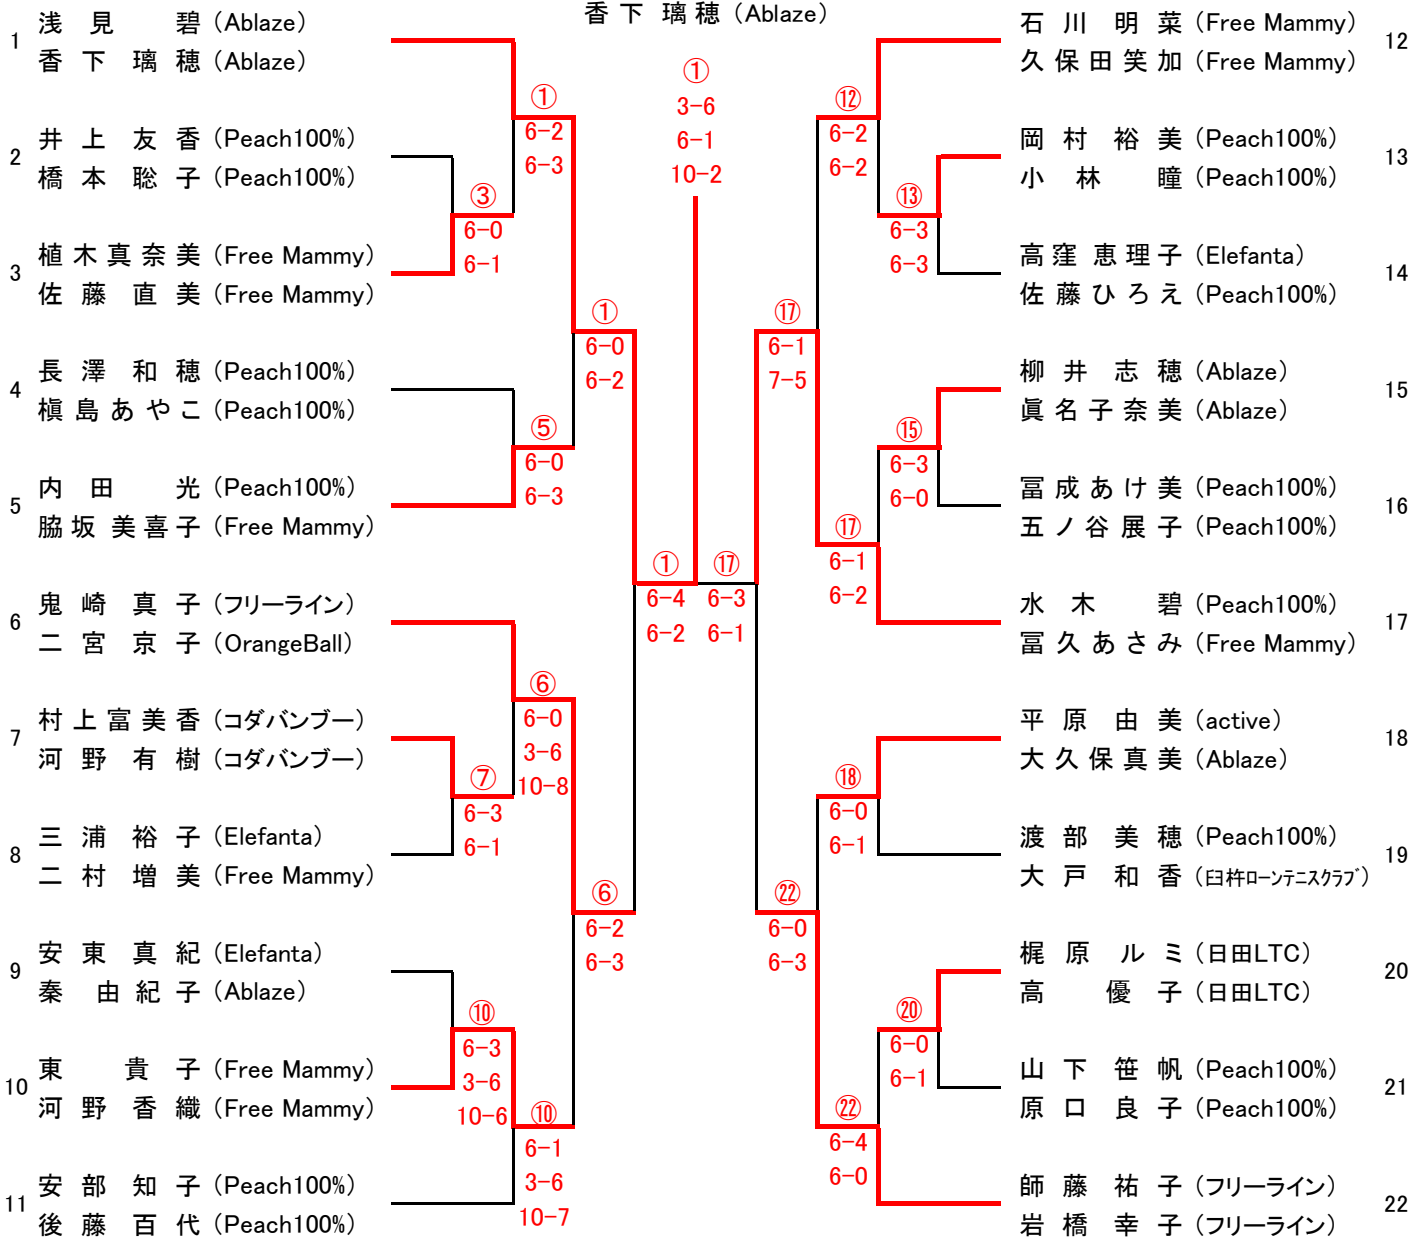 香下 璃穂（Ablaze）
1
浅見 碧（Ablaze）
香下 璃穂（Ablaze）
2
井上 友香（Peach100%）
橋本 聡子（Peach100%）
3
植木真奈美（Free Mammy）
佐藤 直美（Free Mammy）
4
長澤 和穂（Peach100%）
槇島あやこ（Peach100%）
5
内田 光（Peach100%）
脇坂 美喜子（Free Mammy）
6
鬼崎 真子（フリーライン）
二宮 京子（OrangeBall）
7
村上富美香（コダバンブー）
河野 有樹（コダバンブー）
8
三浦 裕子（Elefanta）
二村 増美（Free Mammy）
9
安東 真紀（Elefanta）
秦 由紀子（Ablaze）
10
東 貴子（Free Mammy）
河野 香織（Free Mammy）
11
安部 知子（Peach100%）
後藤 百代（Peach100%）
①
6-2
6-3
③
6-0
6-1
①
6-0
6-2
⑤
6-0
6-3
⑥
6-0
3-6
10-8
⑦
6-3
6-1
⑥
6-2
6-3
⑩
6-3
3-6
10-6
⑩
6-1
3-6
10-7
①
6-4
6-2
①
3-6
6-1
10-2
⑰
6-3
6-1
⑫
6-2
6-2
⑬
6-3
6-3
⑰
6-1
7-5
⑮
6-3
6-0
⑰
6-1
6-2
⑱
6-0
6-1
㉒
6-0
6-3
⑳
6-0
6-1
㉒
6-4
6-0
石川 明菜（Free Mammy）
久保田笑加（Free Mammy）
12
岡村 裕美（Peach100%）
小林 瞳（Peach100%）
13
高窪 恵理子（Elefanta）
佐藤ひろえ（Peach100%）
14
柳井 志穂（Ablaze）
眞名子奈美（Ablaze）
15
冨成あけ美（Peach100%）
五ノ谷展子（Peach100%）
16
水木 碧（Peach100%）
冨久あさみ（Free Mammy）
17
平原 由美（active）
大久保真美（Ablaze）
18
渡部 美穂（Peach100%）
大戸 和香（臼杵ローンテニスクラブ）
19
梶原 ルミ（日田LTC）
高 優子（日田LTC）
20
山下 笹帆（Peach100%）
原口 良子（Peach100%）
21
師藤 祐子（フリーライン）
岩橋 幸子（フリーライン）
22